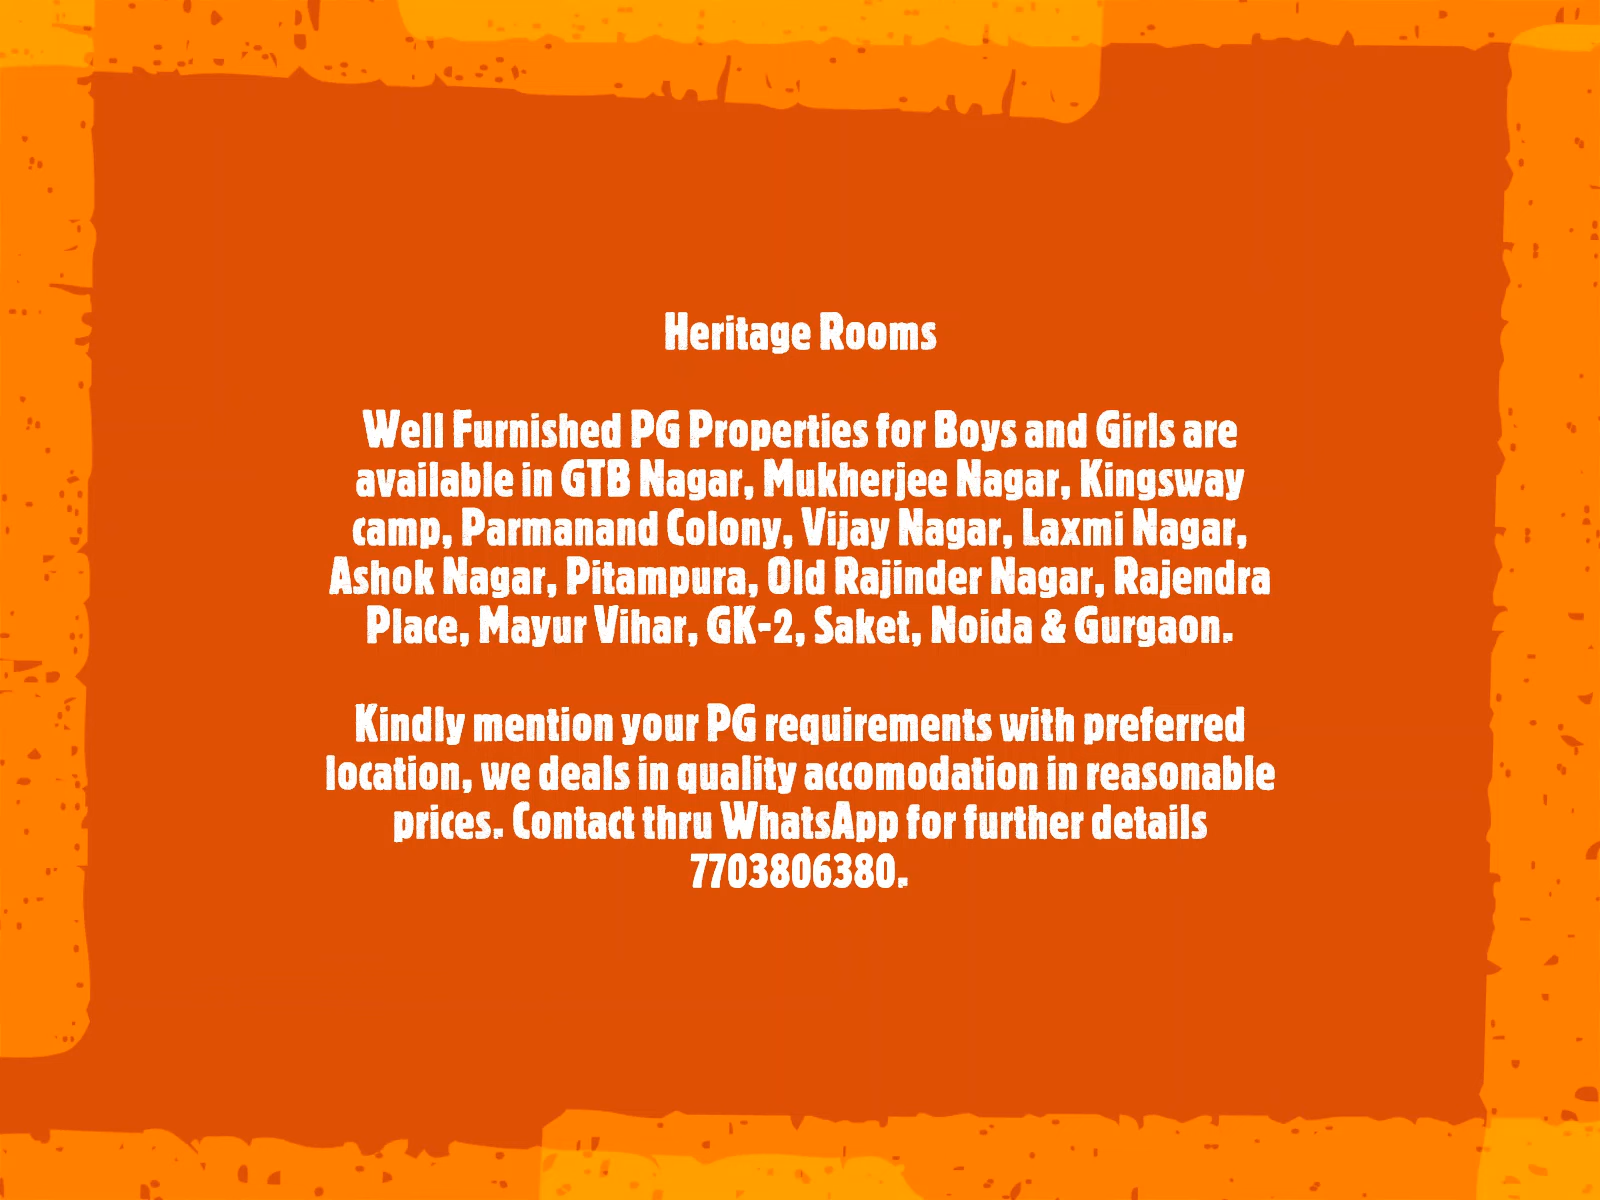 Heritage Rooms
Well Furnished PG Properties for Boys and Girls are
available in GTB Nagar, Mukherjee Nagar, Kingsway
camp, Parmanand Colony, Vijay Nagar, Laxmi Nagar,
Ashok Nagar, Pitampura, Old Rajinder Nagar, Rajendra
Place, Mayur Vihar, GK-2, Saket, Noida & Gurgaon.
Kindly mention your PG requirements with preferred
location, we deals in quality accomodation in reasonable
prices. Contact thru WhatsApp for further details
7703806380.